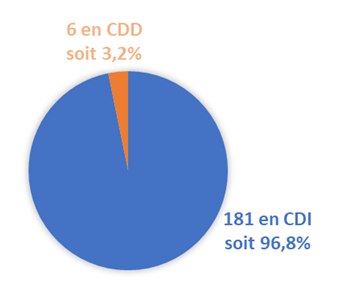 6 en CDD
soit 3,2%
181 en CDI
soit 96,8%